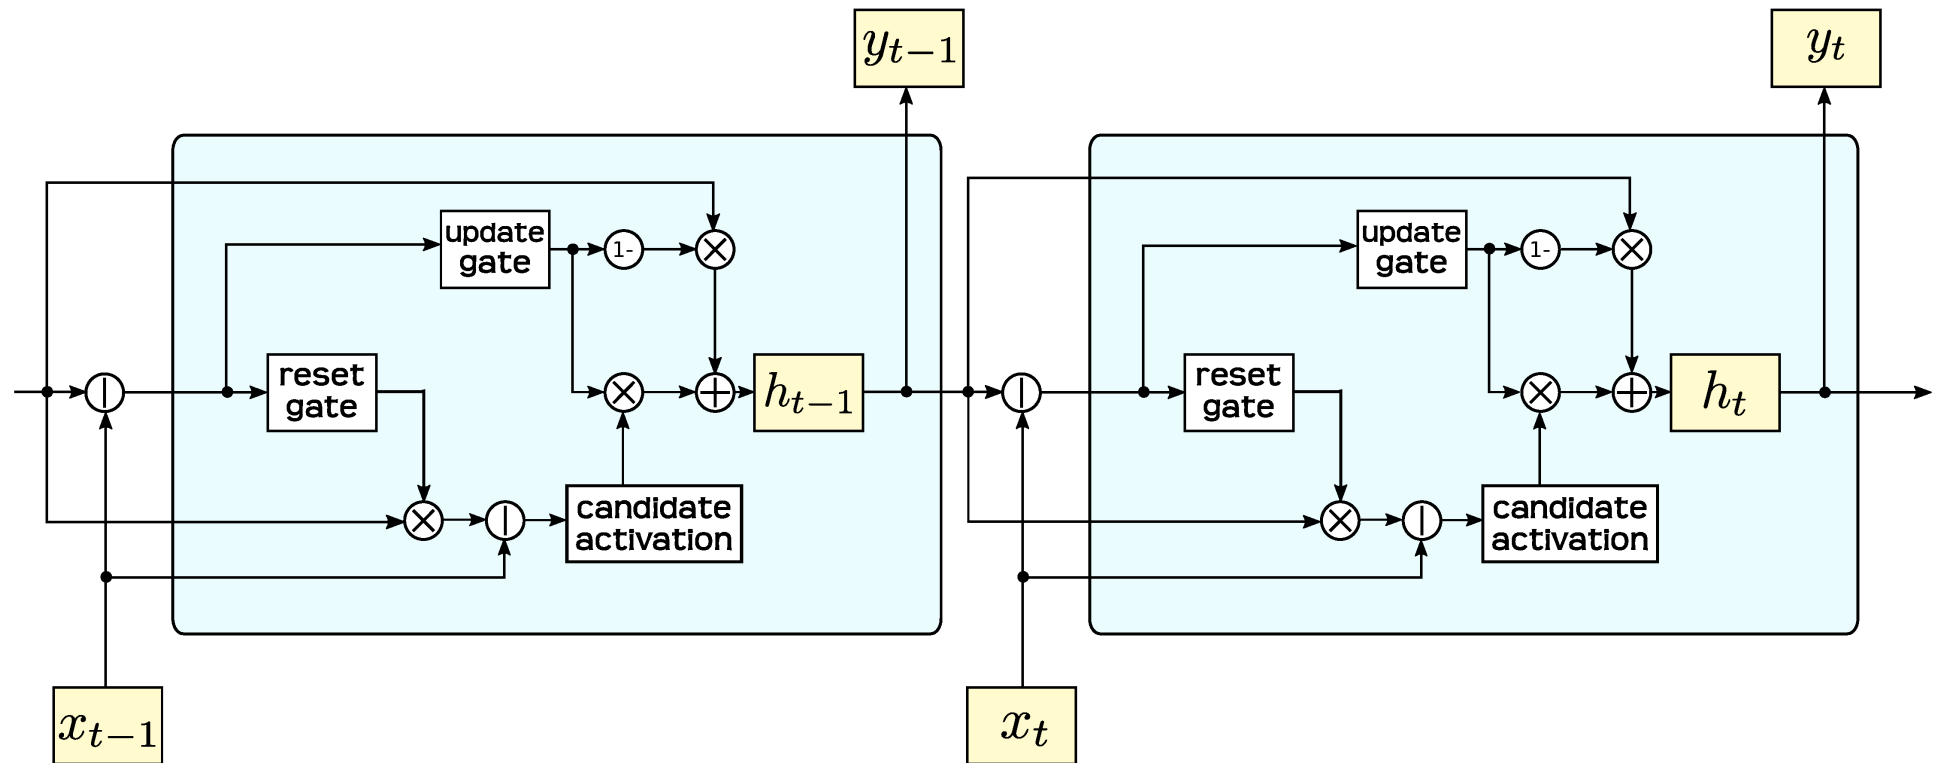 y_{t-1}
y_t
update
gate
1-
update
gate
1-
reset
gate
h_{t-1}
reset
gate
h_t
candidate
activation
candidate
activation
x_{t-1}
x_t